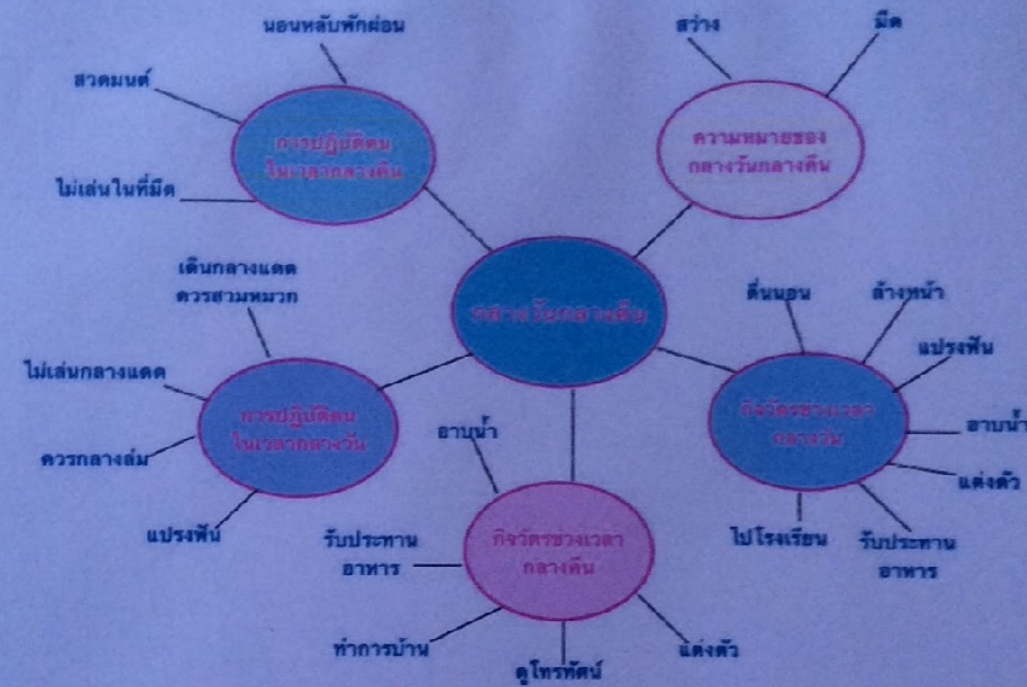 นอนหลับพักผ่อน
สวดมนต์
ไม่เล่นในที่มืด
การปฏิบัติตน
ในเวลากลางคืน
สว่าง
มืด
ความหมายของ
กลางวันกลางคืน
กลางวันกลางคืน
เดินกลางแดด
ควรสวมหมวก
ไม่เล่นกลางแดด
ควรกลางล่ม
แปรงฟัน
การปฏิบัติตน
ในเวลากลางวัน
ตื่นนอน
ล้างหน้า
แปรงฟัน
อาบน้ำ
แต่งตัว
รับประทาน
อาหาร
ไปโรงเรียน
กิจวัตรช่วงเวลา
กลางวัน
อาบน้ำ
รับประทาน
อาหาร
ทำการบ้าน
ดูโทรทัศน์
แต่งตัว
กิจวัตรช่วงเวลา
กลางคืน